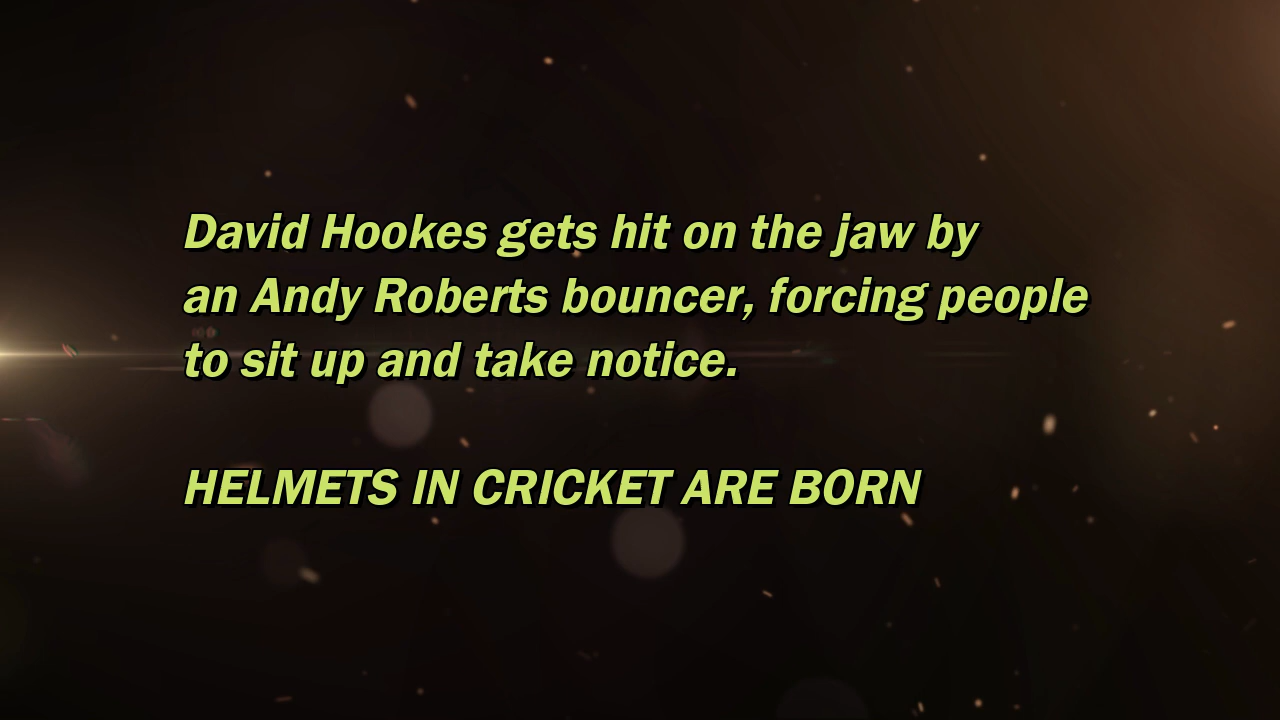 David Hookes gets hit on the jaw by
an Andy Roberts bouncer, forcing people
to sit up and take notice.
HELMETS IN CRICKET ARE BORN